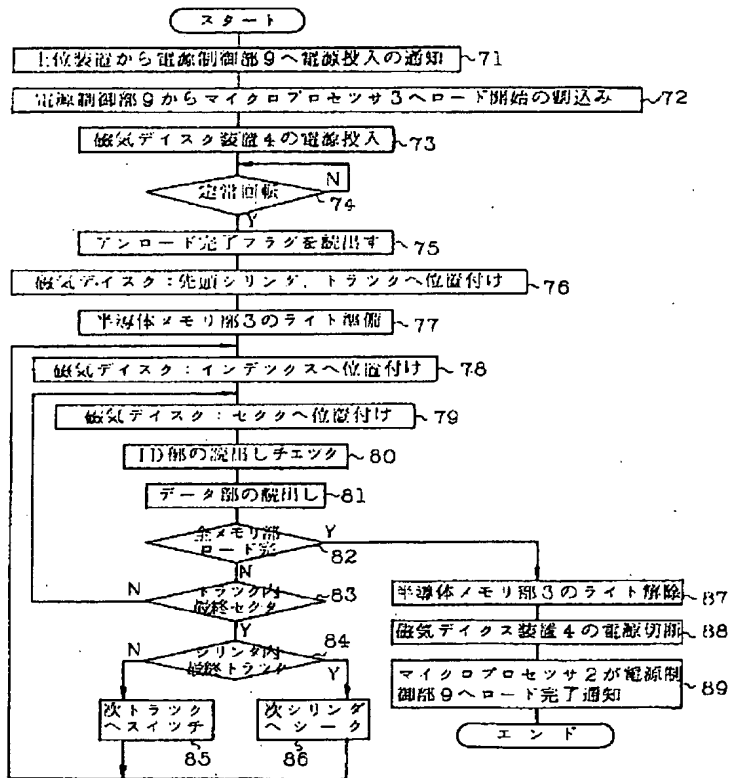 スタート
上位装置から電源制御部9へ電源投入の通知
71
電源制御部9からマイクロプロセツサ3へロード開始の割込み
72
磁気デイスク装置4の電源投入
73
N
定常回転
74
Y
アンロード完了フラグを読出す
75
磁気デイスク：先頭シリンダ，トラックへ位置付け
76
半導体メモリ部3のライト準備
77
磁気デイスク：インデックスへ位置付け
78
磁気デイスク：セクタへ位置付け
79
ID部の読出しチェック
80
データ部の読出し
81
全メモリ部
ロード完
Y
82
N
N
トラック内
最終セクタ
83
Y
N
シリンダ内
最終トラック
84
Y
次トラック
へスイッチ
85
次シリンダ
へシーク
86
半導体メモリ部3のライト解除
87
磁気デイクス装置4の電源切断
88
マイクロプロセッサ2が電源制
御部9へロード完了通知
89
エンド